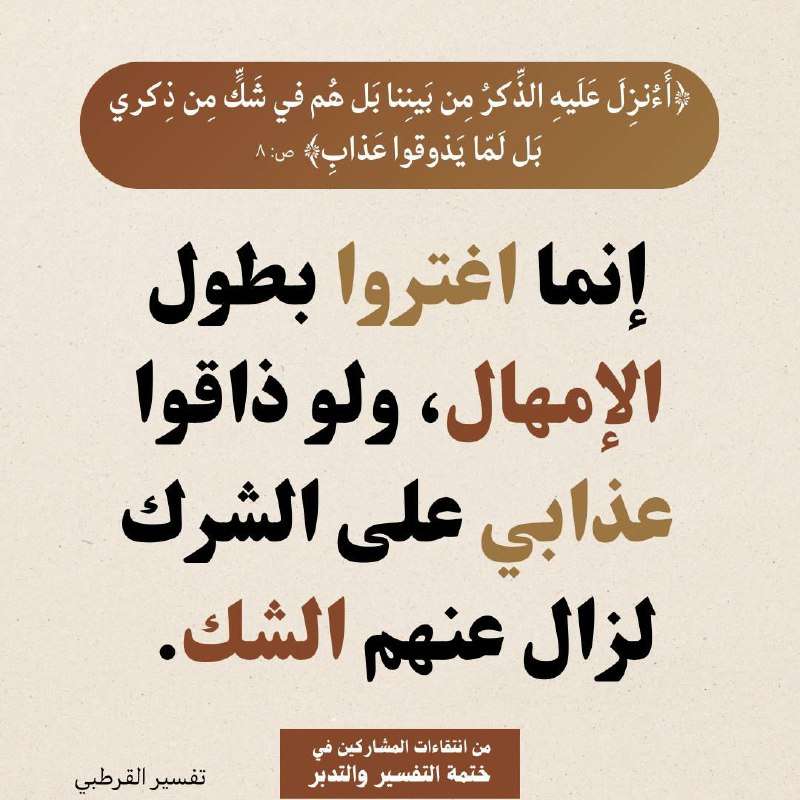 ﴿أَءُنزِلَ عَلَيهِ الذِّكرُ مِن بَينِنا بَل هُم في شَكٍّ مِن ذِكري
بَل لَمّا يَذوقوا عَذابِ﴾ ص: ٨
إنما اغتروا بطول
الإمهال، ولو ذاقوا
عذابي على الشرك
لزال عنهم الشك.
من انتقاءات المشاركين في
ختمة التفسير والتدبر
تفسير القرطبي